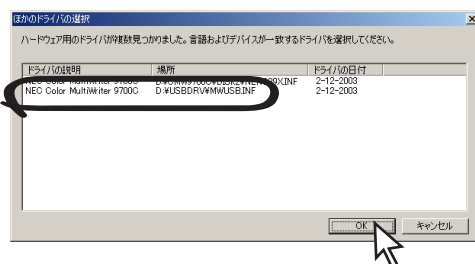 ほかのドライバの選択
ハードウェア用のドライバが複数見つかりました。言語およびデバイスが一致するドライバを選択してください。
ドライバの説明 場所 ドライバの日付
NEC Color MultiWriter 9700C 2-12-2003
NEC Color MultiWriter 9700C D:¥USBDRV¥MWUSB.INF 2-12-2003
OK キャンセル